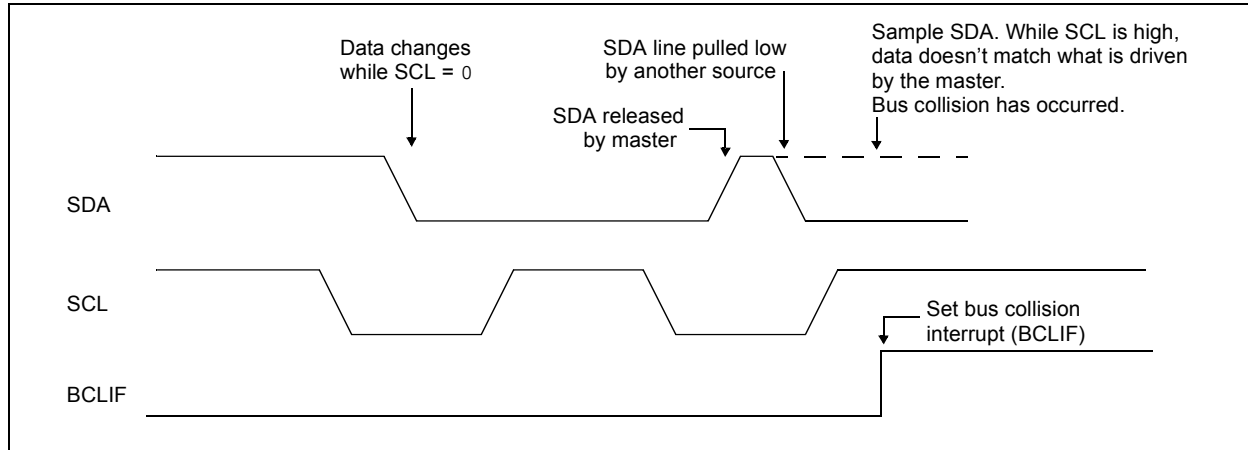 Data changes
while SCL = 0
SDA line pulled low
by another source
Sample SDA. While SCL is high,
data doesn’t match what is driven
by the master.
Bus collision has occurred.
SDA released
by master
SDA
SCL
Set bus collision
interrupt (BCLIF)
BCLIF